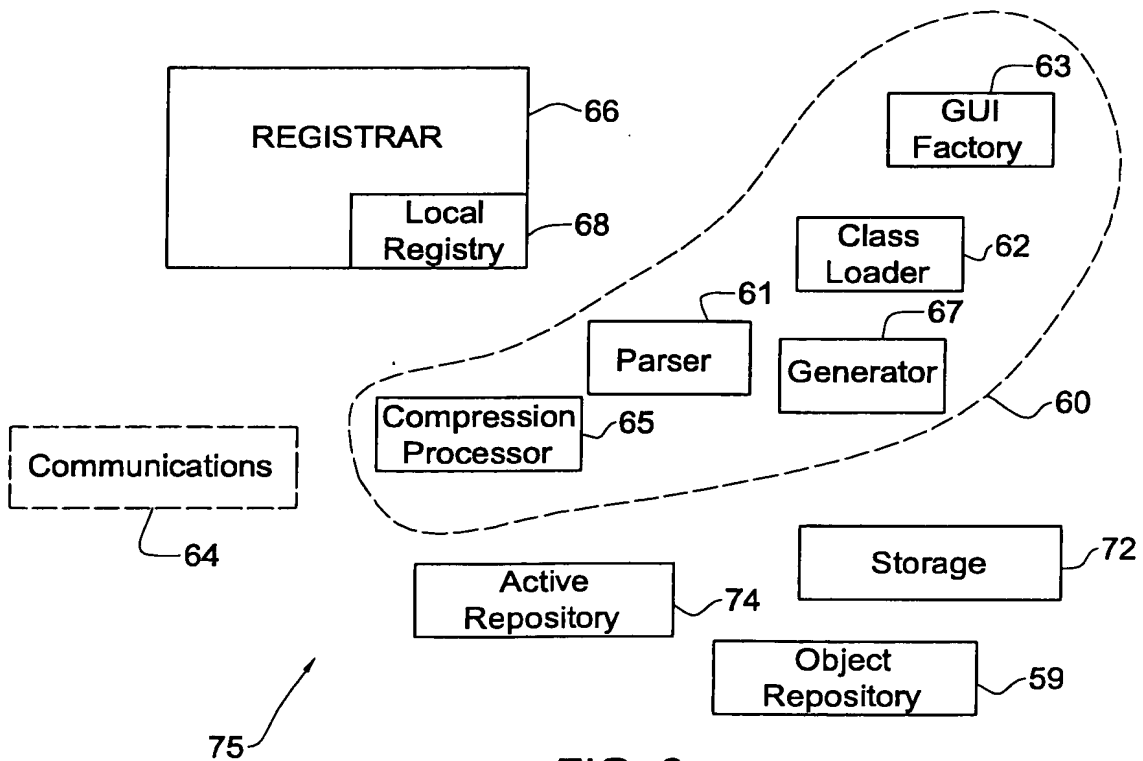 63
GUI
Factory
66
REGISTRAR
Local
Registry
68
Class
Loader
62
61
Parser
67
Generator
60
Compression
Processor
65
Communications
64
Storage
72
Active
Repository
74
Object
Repository
59
75